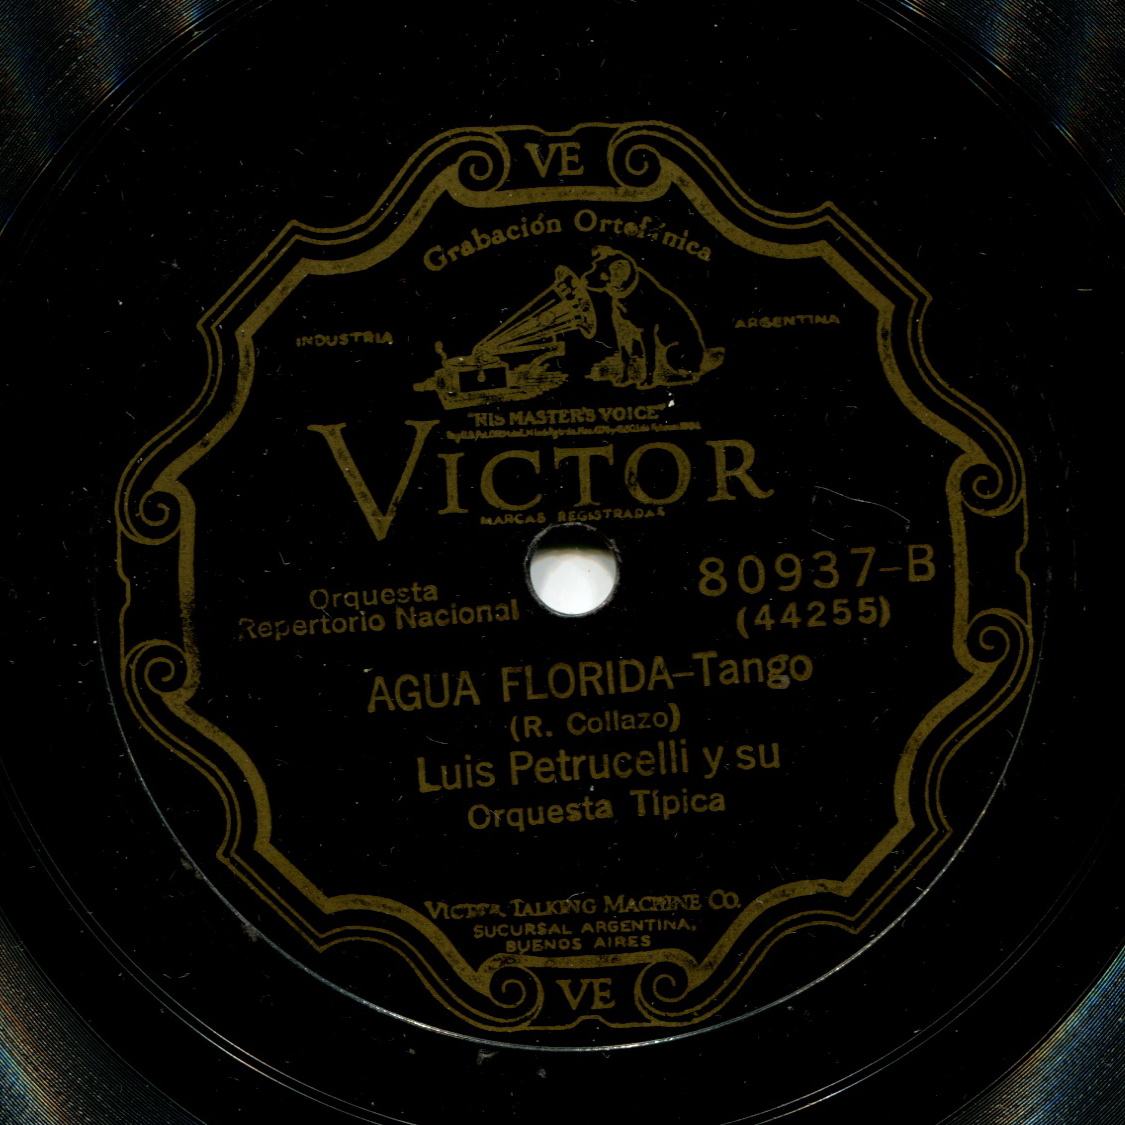 VE
Grabación Ortofónica
INDUSTRIA
ARGENTINA
"HIS MASTER'S VOICE"
VICTOR
MARCAS REGISTRADAS
80937-B
(44255)
Orquesta
Repertorio Nacional
AGUA FLORIDA-Tango
(R. Collazo)
Luis Petrucelli y su
Orquesta Típica
VICTOR TALKING MACHINE CO.
SUCURSAL ARGENTINA,
BUENOS AIRES
VE